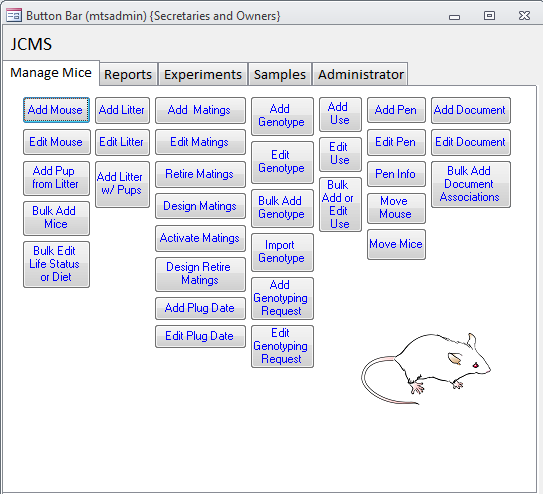 Button Bar (mtsadmin) {Secretaries and Owners}
JCMS
Manage Mice
Reports
Experiments
Samples
Administrator
Add Mouse
Edit Mouse
Add Pup
from Litter
Bulk Add
Mice
Bulk Edit
Life Status
or Diet
Add Litter
Edit Litter
Add Litter
w/ Pups
Add Matings
Edit Matings
Retire Matings
Design Matings
Activate Matings
Design Retire
Matings
Add Plug Date
Edit Plug Date
Add
Genotype
Edit
Genotype
Bulk Add
Genotype
Import
Genotype
Add
Genotyping
Request
Edit
Genotyping
Request
Add
Use
Edit
Use
Bulk
Add or
Edit
Use
Add Pen
Edit Pen
Pen Info
Move
Mouse
Move Mice
Add Document
Edit Document
Bulk Add
Document
Associations